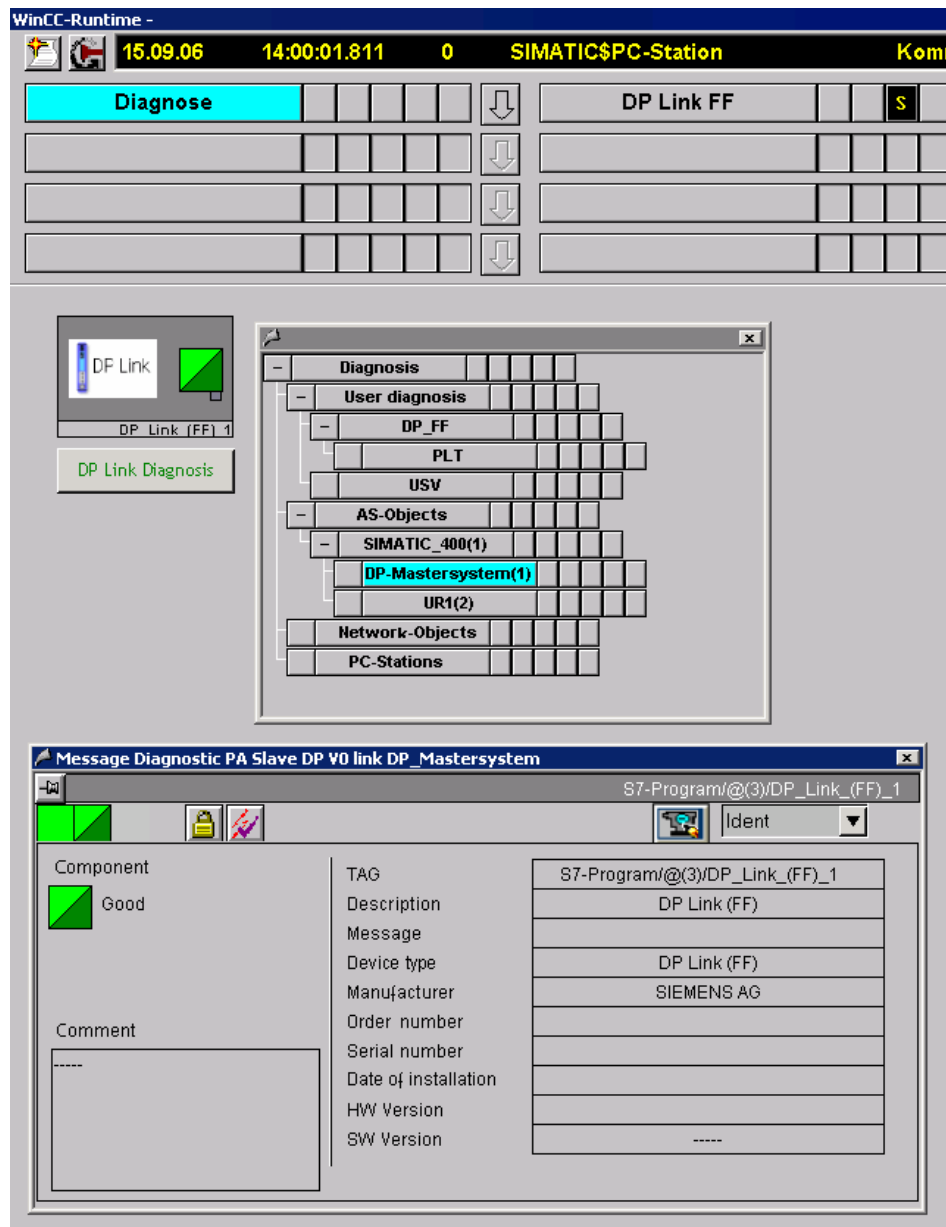 WinCC-Runtime -
15.09.06 14:00:01.811 0 SIMATIC$PC-Station
Diagnose DP Link FF S
DP Link
DP Link (FF) 1
DP Link Diagnosis
Diagnosis
User diagnosis
DP_FF
PLT
USV
AS-Objects
SIMATIC_400(1)
DP-Mastersystem(1)
UR1(2)
Network-Objects
PC-Stations
Message Diagnostic PA Slave DP V0 link DP_Mastersystem
S7-Program/@(3)/DP_Link_(FF)_1
Ident
Component
Good
Comment
-----
TAG S7-Program/@(3)/DP_Link_(FF)_1
Description DP Link (FF)
Message
Device type DP Link (FF)
Manufacturer SIEMENS AG
Order number
Serial number
Date of installation
HW Version
SW Version -----